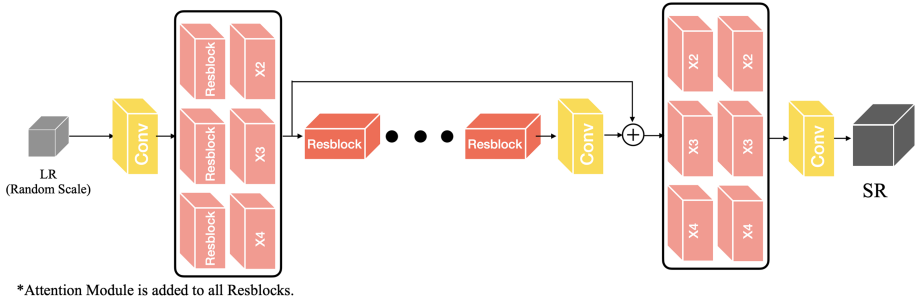 LR
(Random Scale)
Conv
Resblock X2
Resblock X3
Resblock X4
Resblock
Resblock
Conv
X2 X2
X3 X3
X4 X4
Conv
SR
*Attention Module is added to all Resblocks.